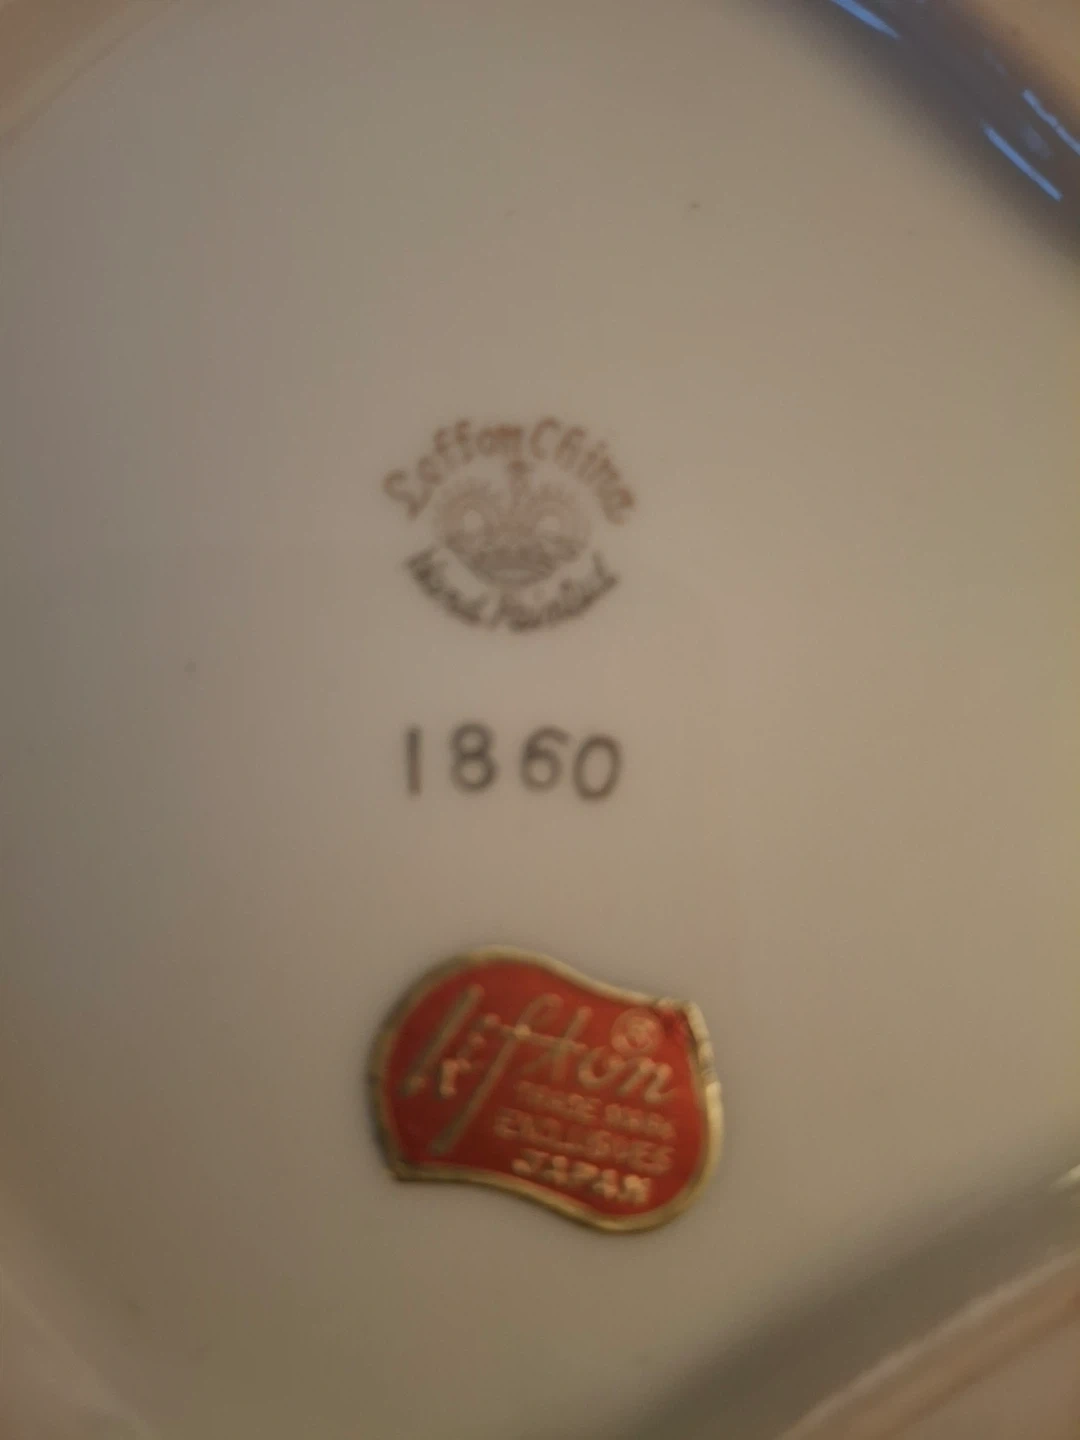 Lefton China
Hand Painted
1860
Lefton ®
TRADE MARK
EXCLUSIVES
JAPAN